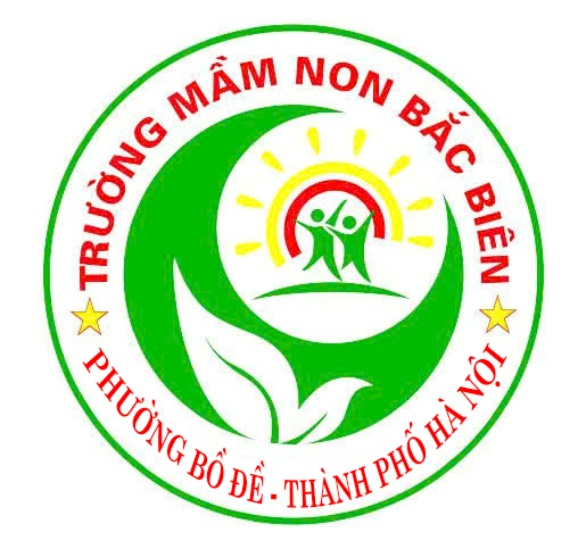 TRƯỜNG MẦM NON BẮC BIÊN
PHƯỜNG BỒ ĐỀ - THÀNH PHỐ HÀ NỘI